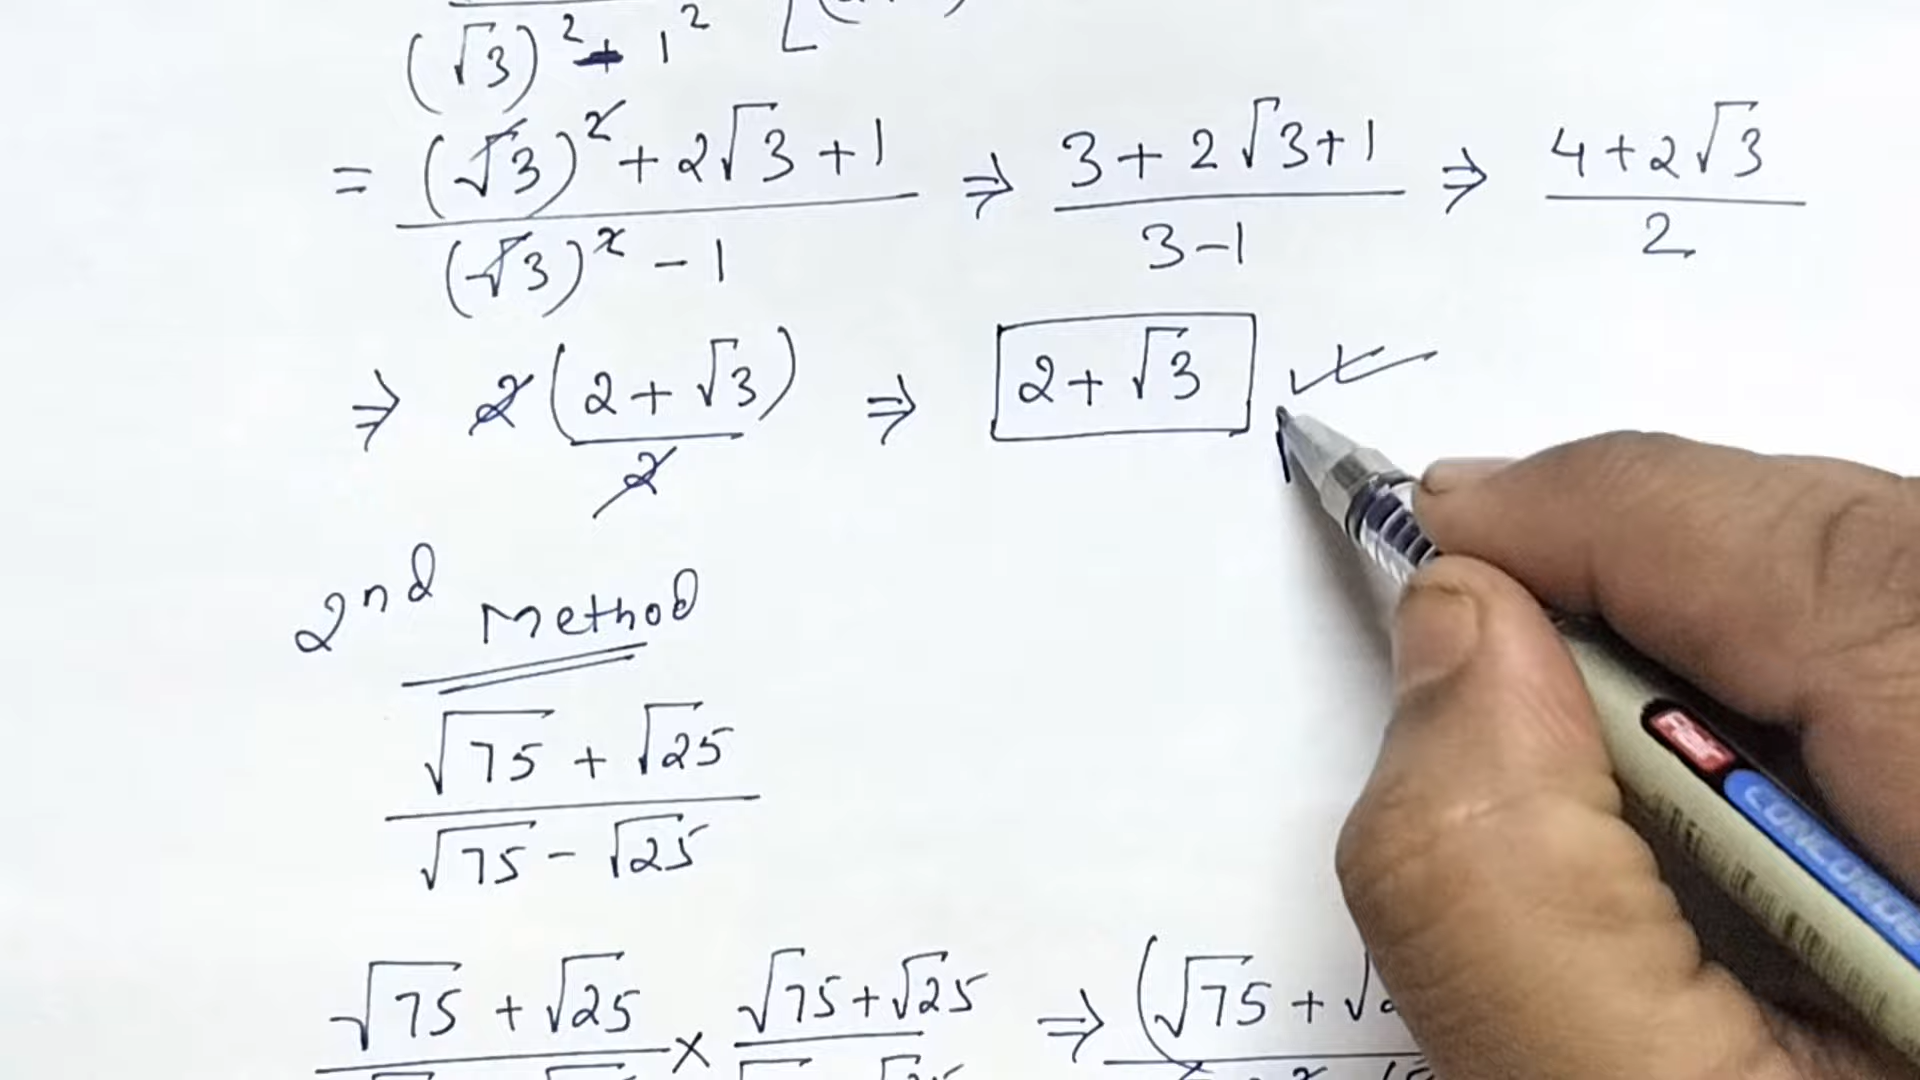 (√3)² - 1² [
= (√3)² + 2√3 + 1 / (√3)² - 1 ⇒ 3 + 2√3 + 1 / 3 - 1 ⇒ 4 + 2√3 / 2
⇒ 2(2 + √3) / 2 ⇒ 2 + √3
2nd Method
√75 + √25
√75 - √25
√75 + √25 × √75 + √25 ⇒ (√75 + √
CONCORDE